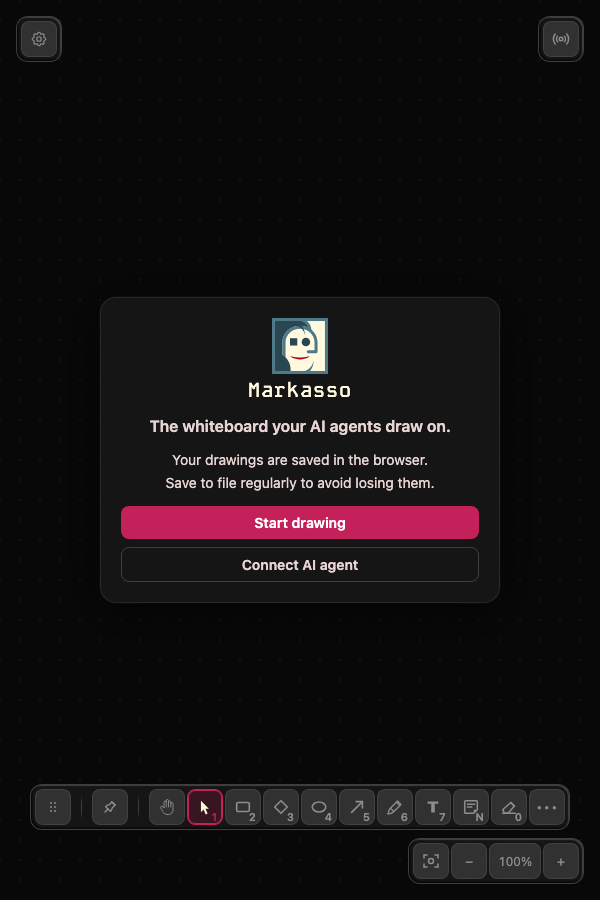 Markasso
The whiteboard your AI agents draw on.
Your drawings are saved in the browser.
Save to file regularly to avoid losing them.
Start drawing
Connect AI agent
1 2 3 4 5 6 T 7 N 0
100%